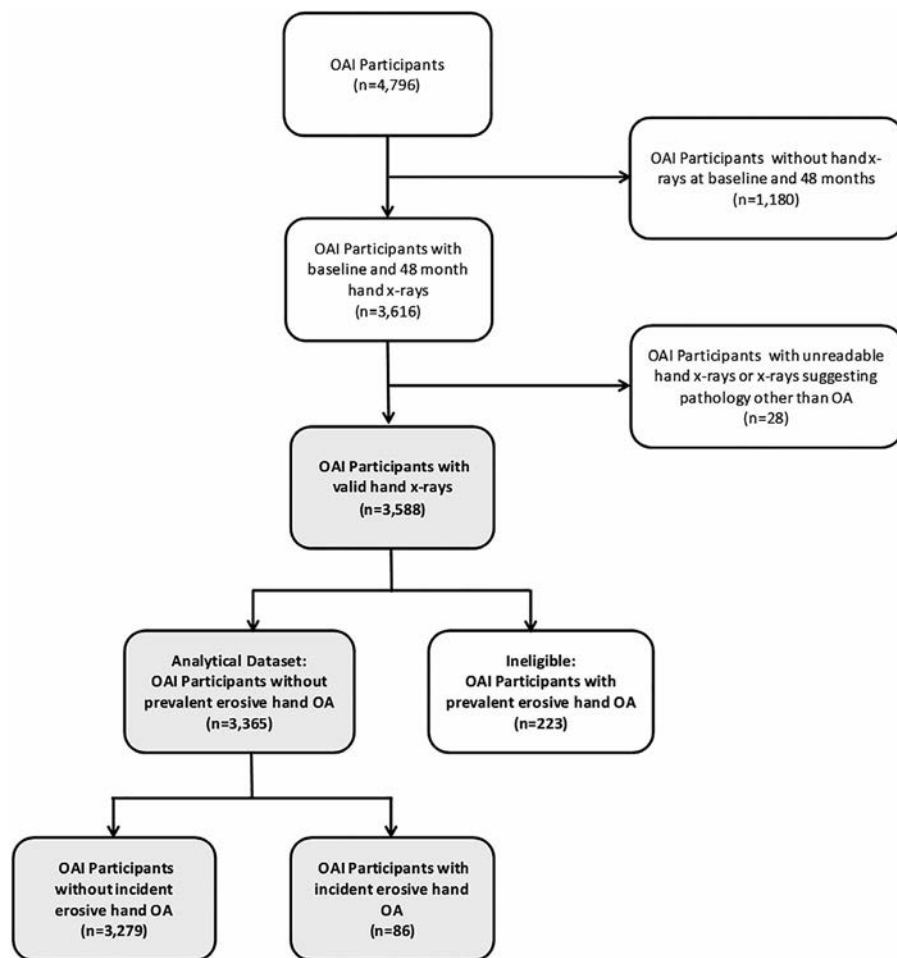 OAI Participants
(n=4,796)
OAI Participants  without hand x-
rays at baseline and 48 months
(n=1,180)
OAI Participants with
baseline and 48 month
hand x-rays
(n=3,616)
OAI Participants  with unreadable
hand x-rays or x-rays suggesting
pathology other than OA
(n=28)
OAI Participants with
valid hand x-rays
(n=3,588)
Analytical Dataset:
OAI Participants without
prevalent erosive hand OA
(n=3,365)
Ineligible:
OAI Participants with
prevalent erosive hand OA
(n=223)
OAI Participants
without incident
erosive hand OA
(n=3,279)
OAI Participants with
incident erosive hand
OA
(n=86)